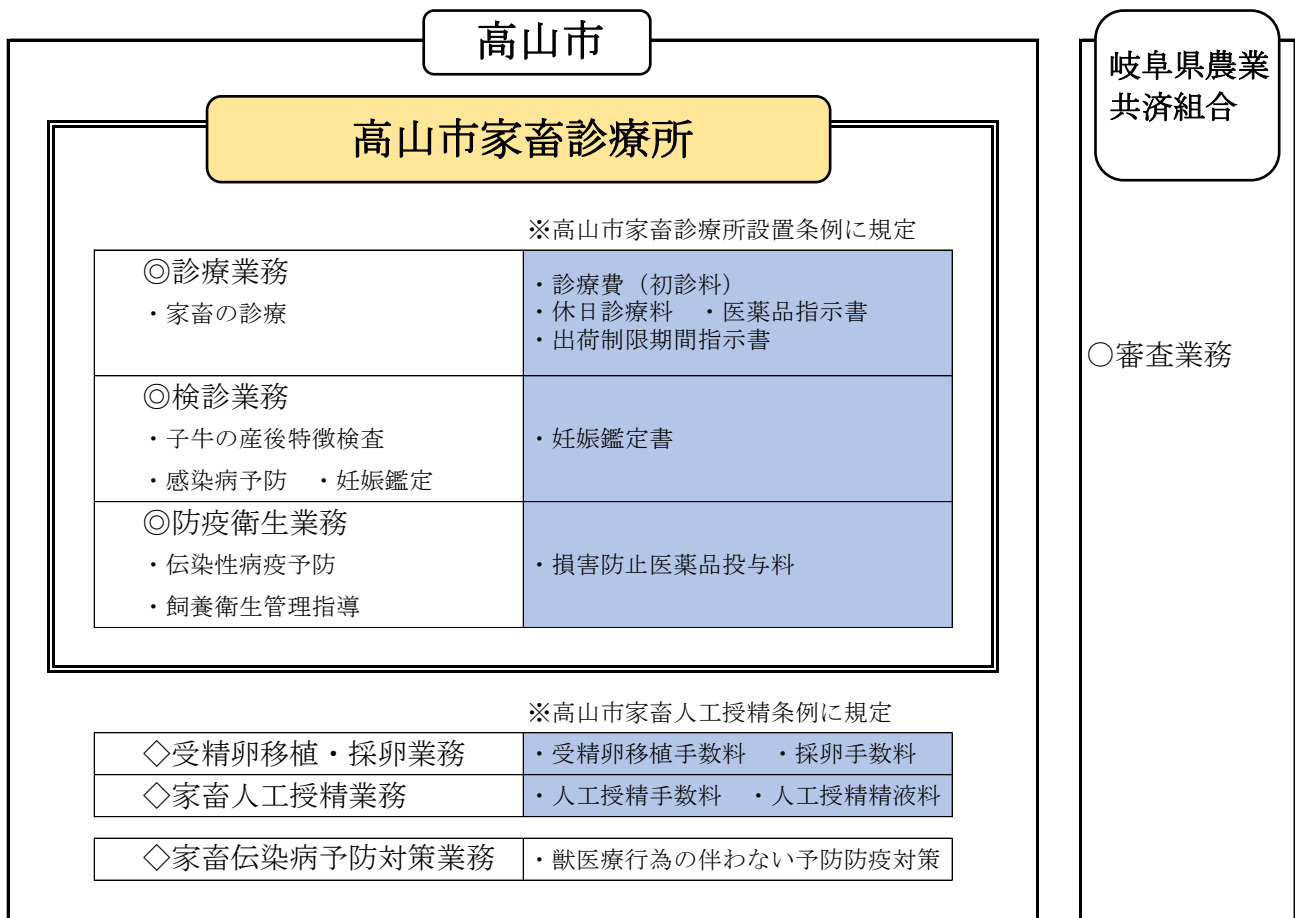 高山市
岐阜県農業
共済組合
高山市家畜診療所
※高山市家畜診療所設置条例に規定
◎診療業務
・家畜の診療
・診療費（初診料）
・休日診療料　・医薬品指示書
・出荷制限期間指示書
○審査業務
◎検診業務
・子牛の産後特徴検査
・感染病予防　・妊娠鑑定
・妊娠鑑定書
◎防疫衛生業務
・伝染性病疫予防
・飼養衛生管理指導
・損害防止医薬品投与料
※高山市家畜人工授精条例に規定
◇受精卵移植・採卵業務
・受精卵移植手数料　・採卵手数料
◇家畜人工授精業務
・人工授精手数料　・人工授精精液料
◇家畜伝染病予防対策業務
・獣医療行為の伴わない予防防疫対策